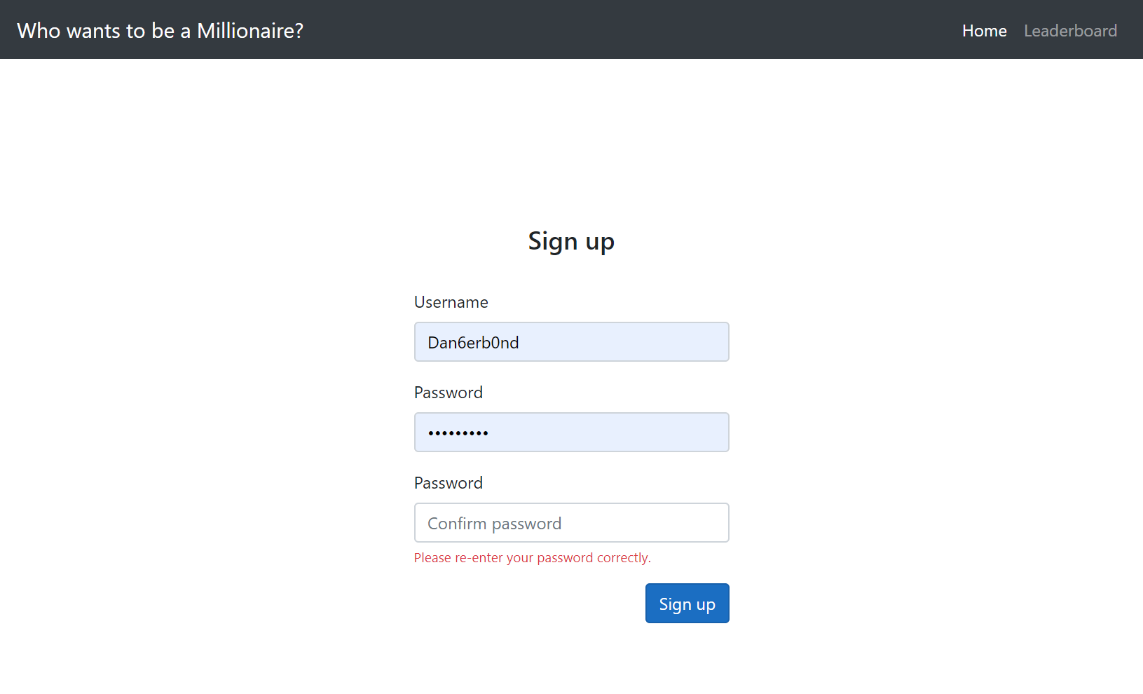 Who wants to be a Millionaire?
Home Leaderboard
Sign up
Username
Dan6erb0nd
Password
•••••••••
Password
Confirm password
Please re-enter your password correctly.
Sign up